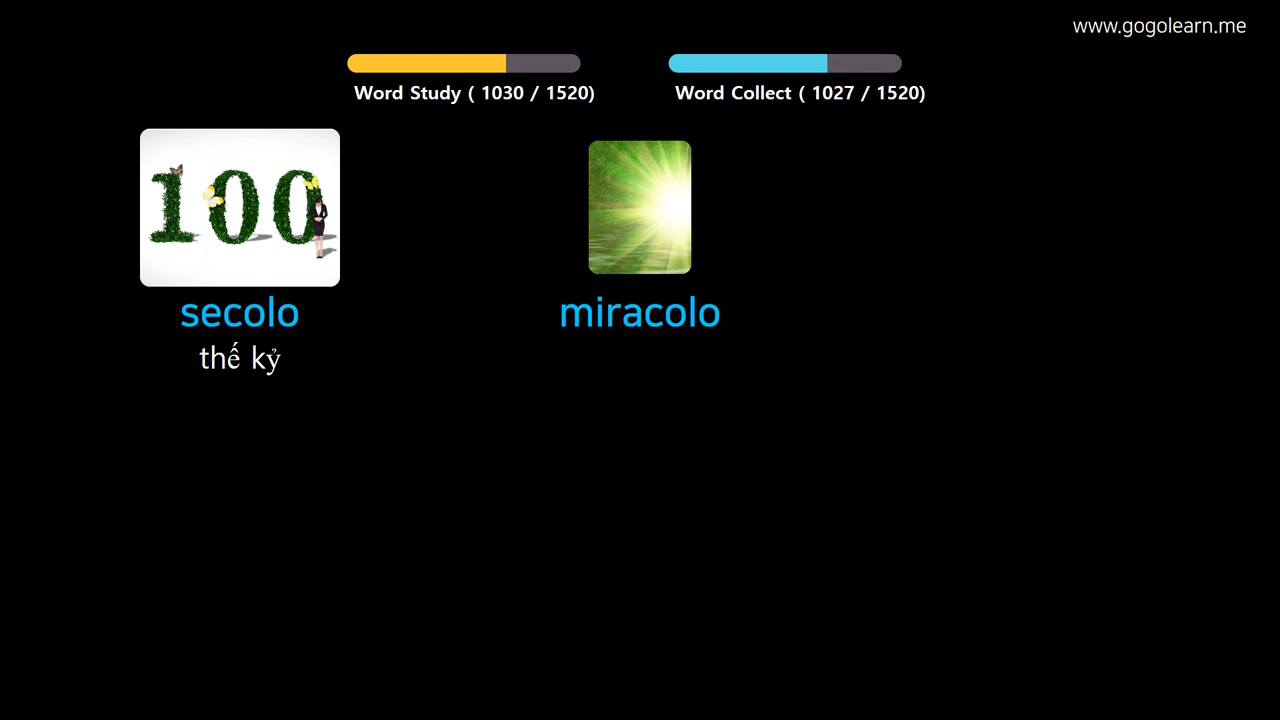 www.gogolearn.me
Word Study ( 1030 / 1520)
Word Collect ( 1027 / 1520)
100
secolo
thế kỷ
miracolo